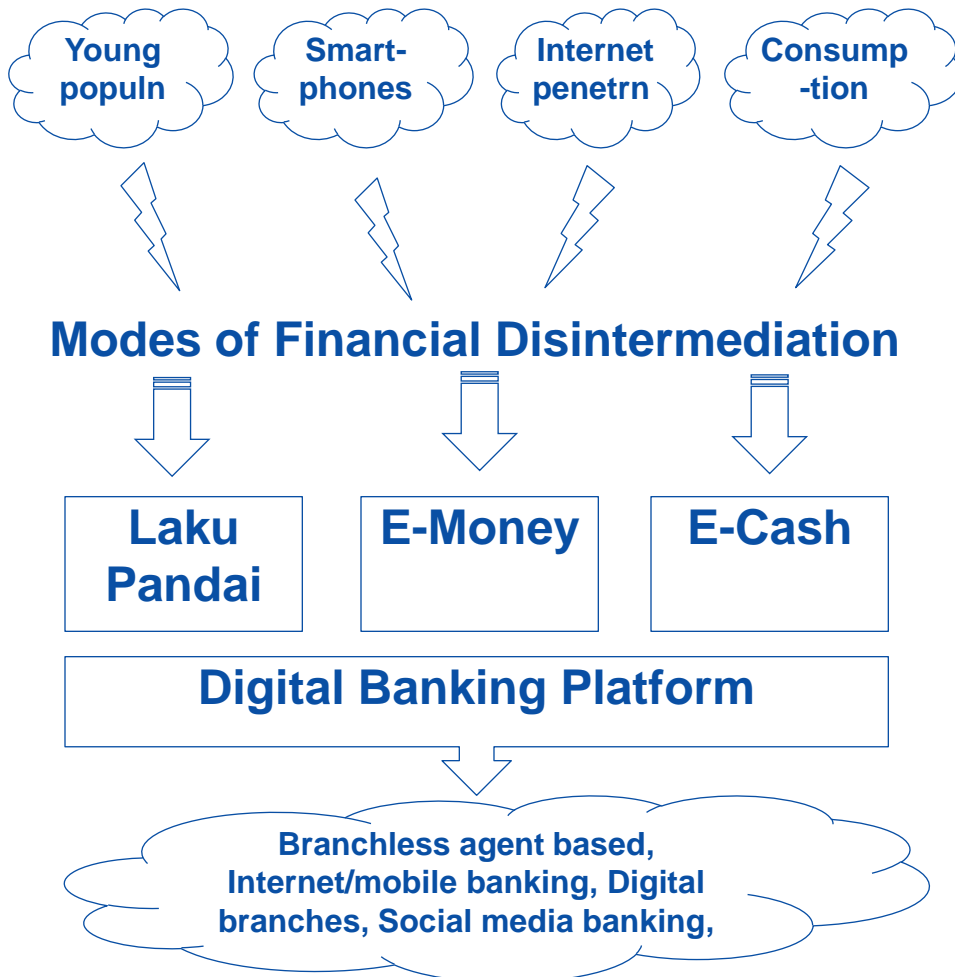 Young
populn
Smart-
phones
Internet
penetrn
Consump
-tion
Modes of Financial Disintermediation
Laku
Pandai
E-Money
E-Cash
Digital Banking Platform
Branchless agent based,
Internet/mobile banking, Digital
branches, Social media banking,